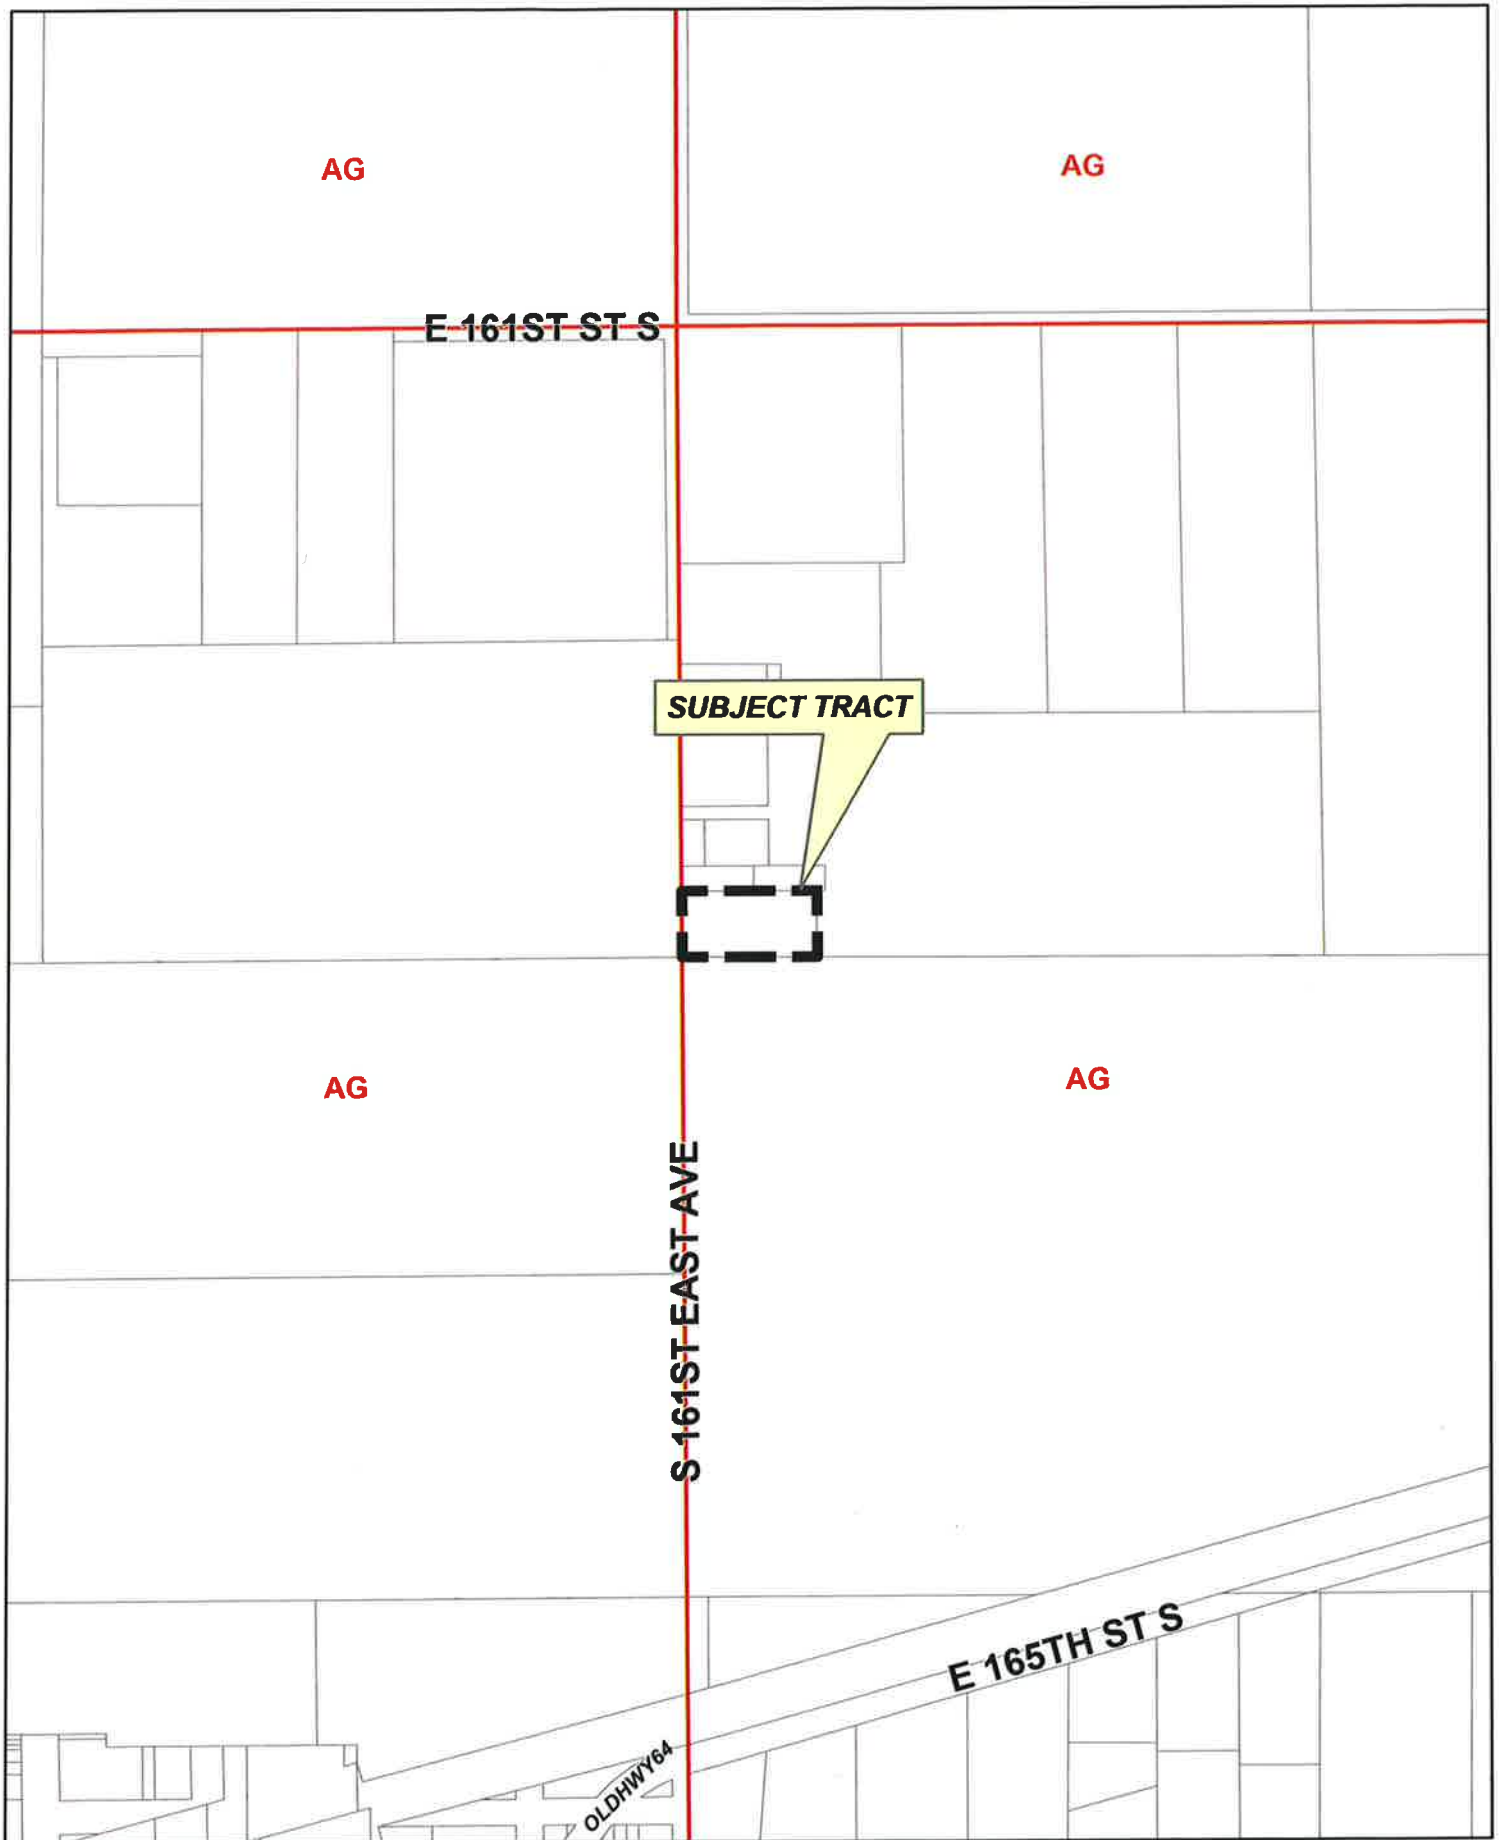 AG
AG
E 161ST ST S
SUBJECT TRACT
AG
AG
S 161ST EAST AVE
E 165TH ST S
OLDHWY64